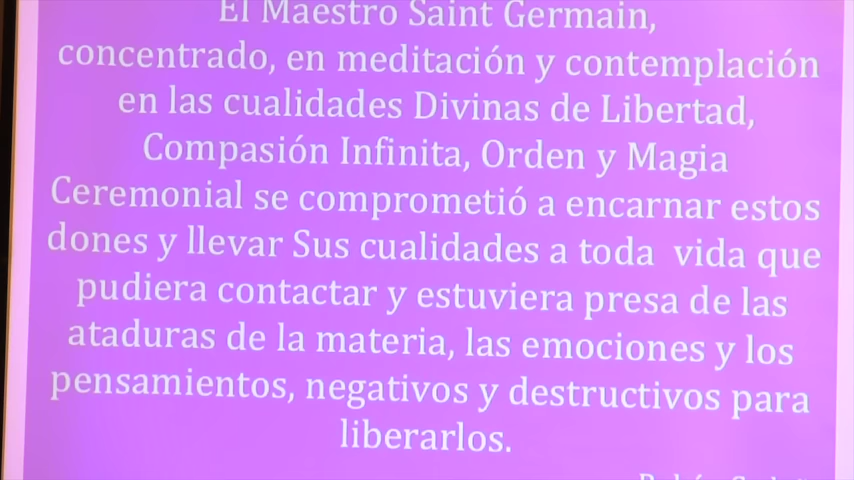 El Maestro Saint Germain,
concentrado, en meditación y contemplación
en las cualidades Divinas de Libertad,
Compasión Infinita, Orden y Magia
Ceremonial se comprometió a encarnar estos
dones y llevar Sus cualidades a toda vida que
pudiera contactar y estuviera presa de las
ataduras de la materia, las emociones y los
pensamientos, negativos y destructivos para
liberarlos.